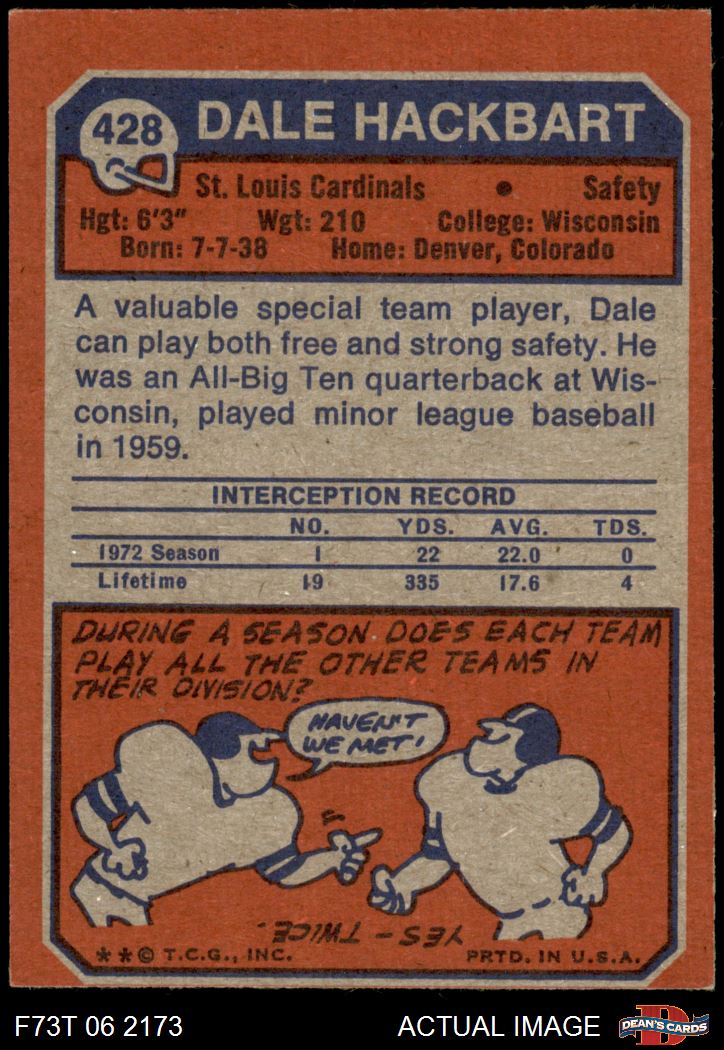 428 DALE HACKBART
St. Louis Cardinals • Safety
Hgt: 6'3" Wgt: 210 College: Wisconsin
Born: 7-7-38 Home: Denver, Colorado
A valuable special team player, Dale
can play both free and strong safety. He
was an All-Big Ten quarterback at Wis-
consin, played minor league baseball
in 1959.
INTERCEPTION RECORD
NO. YDS. AVG. TDS.
1972 Season 1 22 22.0 0
Lifetime 19 335 17.6 4
DURING A SEASON DOES EACH TEAM
PLAY ALL THE OTHER TEAMS IN
THEIR DIVISION?
HAVEN'T
WE MET!
YES - TWICE.
**© T.C.G., INC. PRTD. IN U.S.A.
F73T 06 2173 ACTUAL IMAGE D DEAN'S CARDS